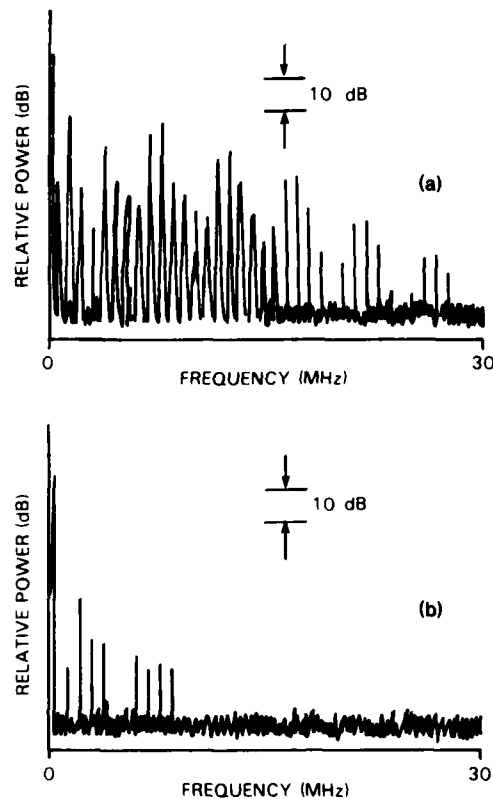 RELATIVE POWER (dB)
10 dB
(a)
0
30
FREQUENCY (MHz)
RELATIVE POWER (dB)
10 dB
(b)
0
30
FREQUENCY (MHz)